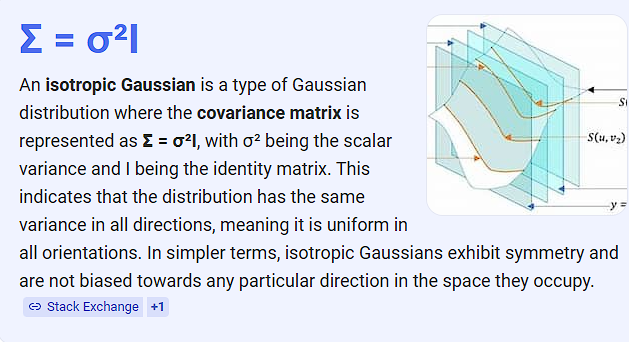 Σ = σ²I
An isotropic Gaussian is a type of Gaussian
distribution where the covariance matrix is
represented as Σ = σ²I, with σ² being the scalar
variance and I being the identity matrix. This
indicates that the distribution has the same
variance in all directions, meaning it is uniform in
all orientations. In simpler terms, isotropic Gaussians exhibit symmetry and
are not biased towards any particular direction in the space they occupy.
Stack Exchange +1
S(
S(u, v₂)
y =